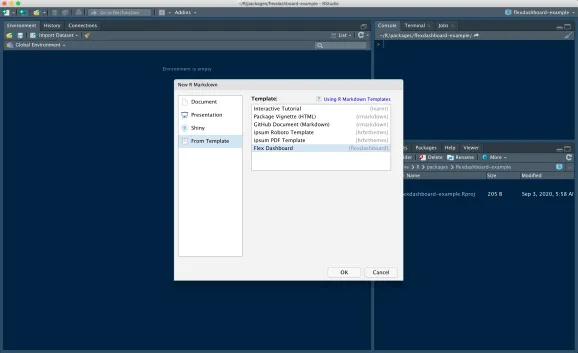 ~/R/packages/flexdashboard-example - RStudio
Go to file/function
Addins
flexdashboard-example
Environment History Connections
Import Dataset
List
Global Environment
Environment is empty
Console Terminal Jobs
~/R/packages/flexdashboard-example/
>
New R Markdown
Document
Presentation
Shiny
From Template
Template: Using R Markdown Templates
Interactive Tutorial {learnr}
Package Vignette (HTML) {rmarkdown}
GitHub Document (Markdown) {rmarkdown}
Ipsum Roboto Template {hrbrthemes}
Ipsum PDF Template {hrbrthemes}
Flex Dashboard {flexdashboard}
OK Cancel
Packages Help Viewer
Delete Rename More
R packages flexdashboard-example
Name Size Modified
exdashboard-example.Rproj 205 B Sep 3, 2020, 5:58 AM